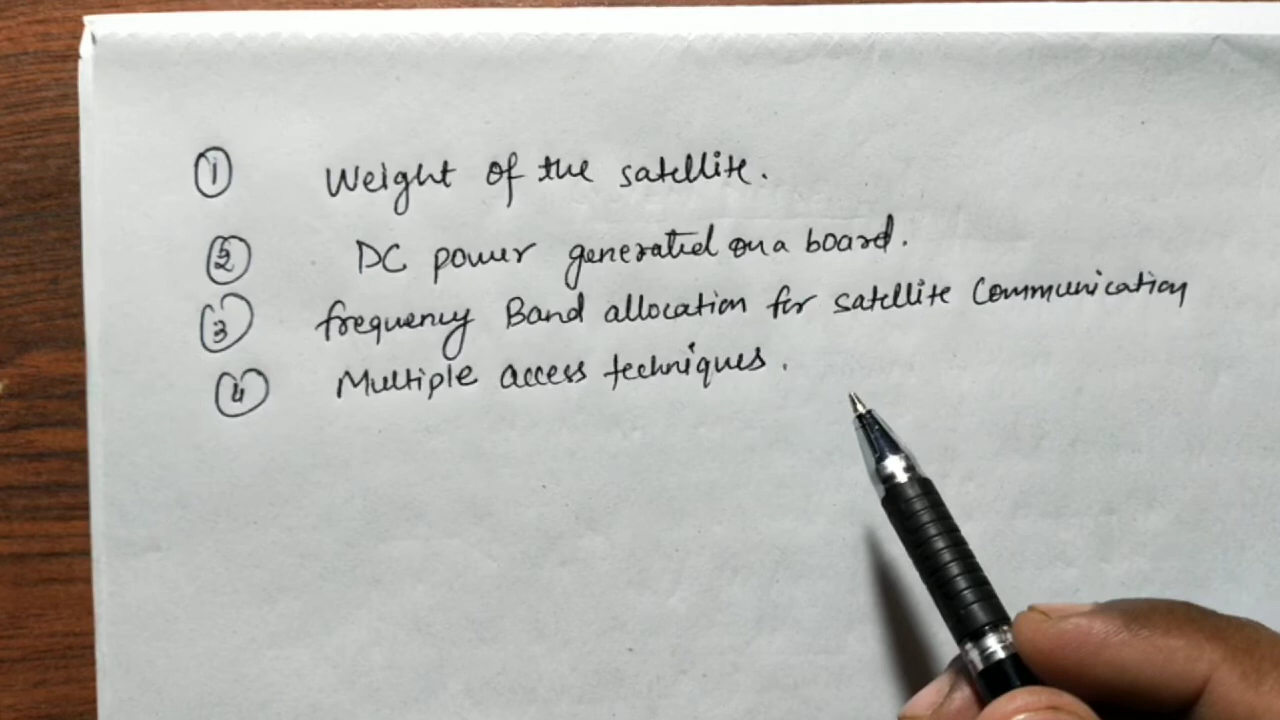 ① Weight of the satellite.
② DC power generated on a board.
③ frequency Band allocation for satellite Communication
④ Multiple access techniques.